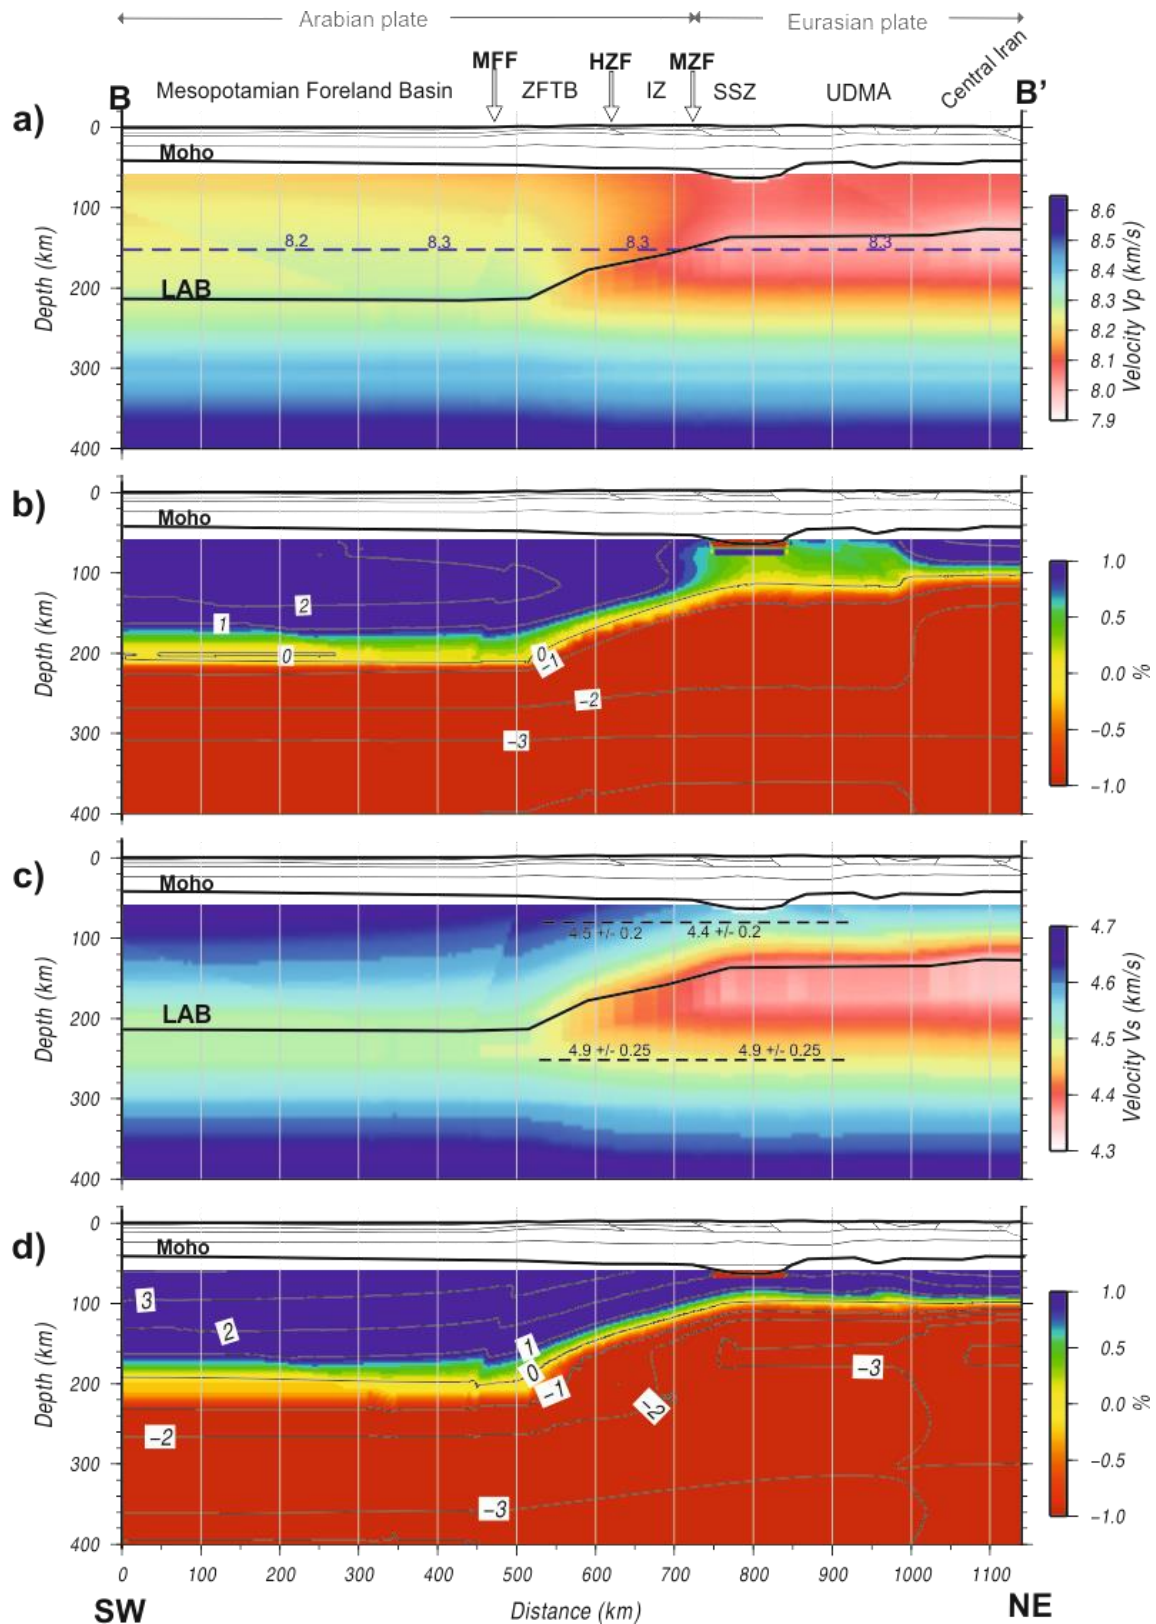 Arabian plate
Eurasian plate
MFF HZF MZF
B Mesopotamian Foreland Basin ZFTB IZ SSZ UDMA Central Iran B’
a)
0
Moho
100
8.2 8.3 8.3 8.3
200
LAB
300
400
Depth (km)
8.6
8.5
8.4
8.3
8.2
8.1
8.0
7.9
Velocity Vp (km/s)
b)
0
Moho
100
2
1
200
0 0 −1
−2
300
−3
400
Depth (km)
1.0
0.5
0.0
−0.5
−1.0
%
c)
0
Moho
100
4.5 +/- 0.2 4.4 +/- 0.2
200
LAB
4.9 +/- 0.25 4.9 +/- 0.25
300
400
Depth (km)
4.7
4.6
4.5
4.4
4.3
Velocity Vs (km/s)
d)
0
Moho
100
3
2
1
0
−1
200
−2
−3
−2
300
−3
400
Depth (km)
1.0
0.5
0.0
−0.5
−1.0
%
0 100 200 300 400 500 600 700 800 900 1000 1100
SW Distance (km) NE